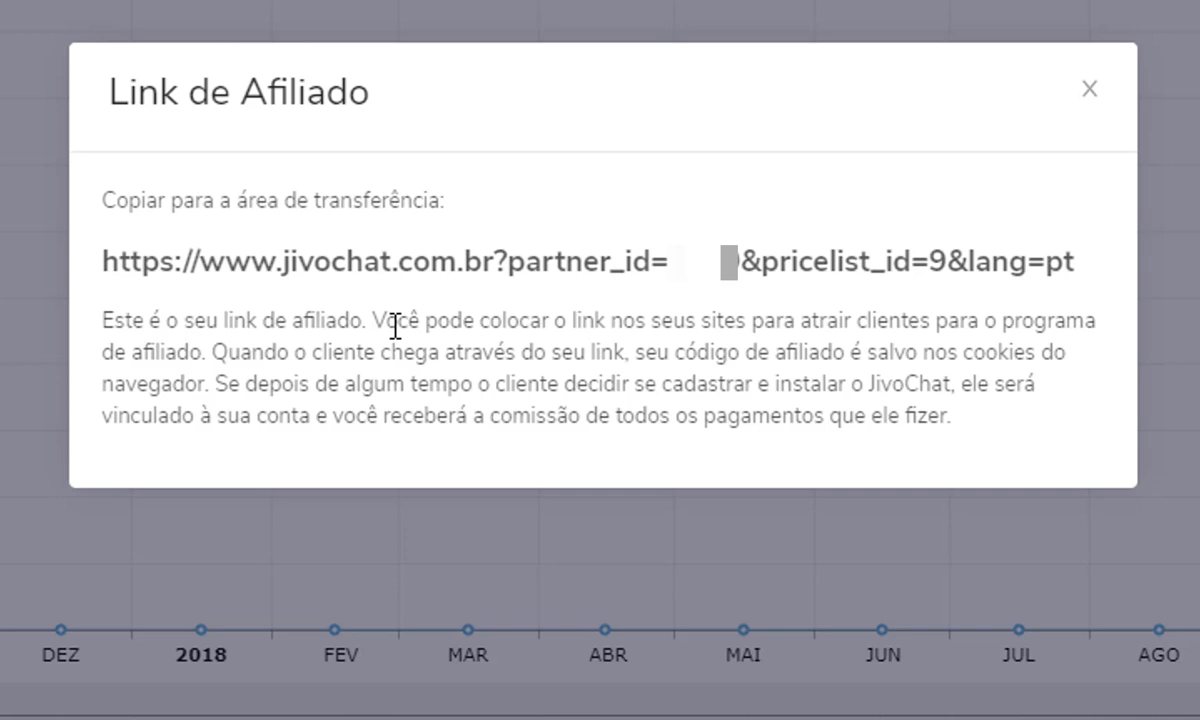 Link de Afiliado
Copiar para a área de transferência:
https://www.jivochat.com.br?partner_id= &pricelist_id=9&lang=pt
Este é o seu link de afiliado. Você pode colocar o link nos seus sites para atrair clientes para o programa
de afiliado. Quando o cliente chega através do seu link, seu código de afiliado é salvo nos cookies do
navegador. Se depois de algum tempo o cliente decidir se cadastrar e instalar o JivoChat, ele será
vinculado à sua conta e você receberá a comissão de todos os pagamentos que ele fizer.
DEZ 2018 FEV MAR ABR MAI JUN JUL AGO